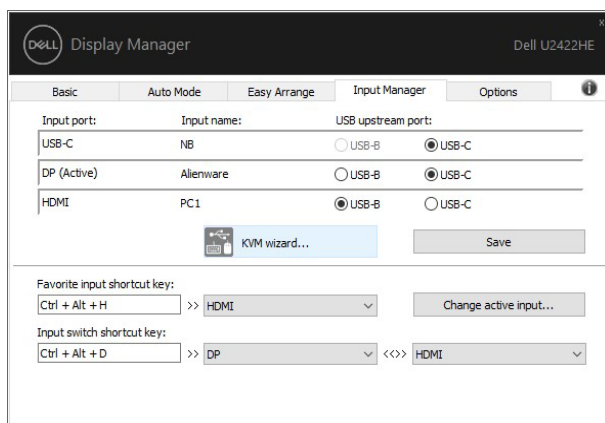 DELL Display Manager Dell U2422HE
Basic Auto Mode Easy Arrange Input Manager Options
Input port: Input name: USB upstream port:
USB-C NB USB-B USB-C
DP (Active) Alienware USB-B USB-C
HDMI PC1 USB-B USB-C
KVM wizard... Save
Favorite input shortcut key:
Ctrl + Alt + H >> HDMI Change active input...
Input switch shortcut key:
Ctrl + Alt + D >> DP <<>> HDMI